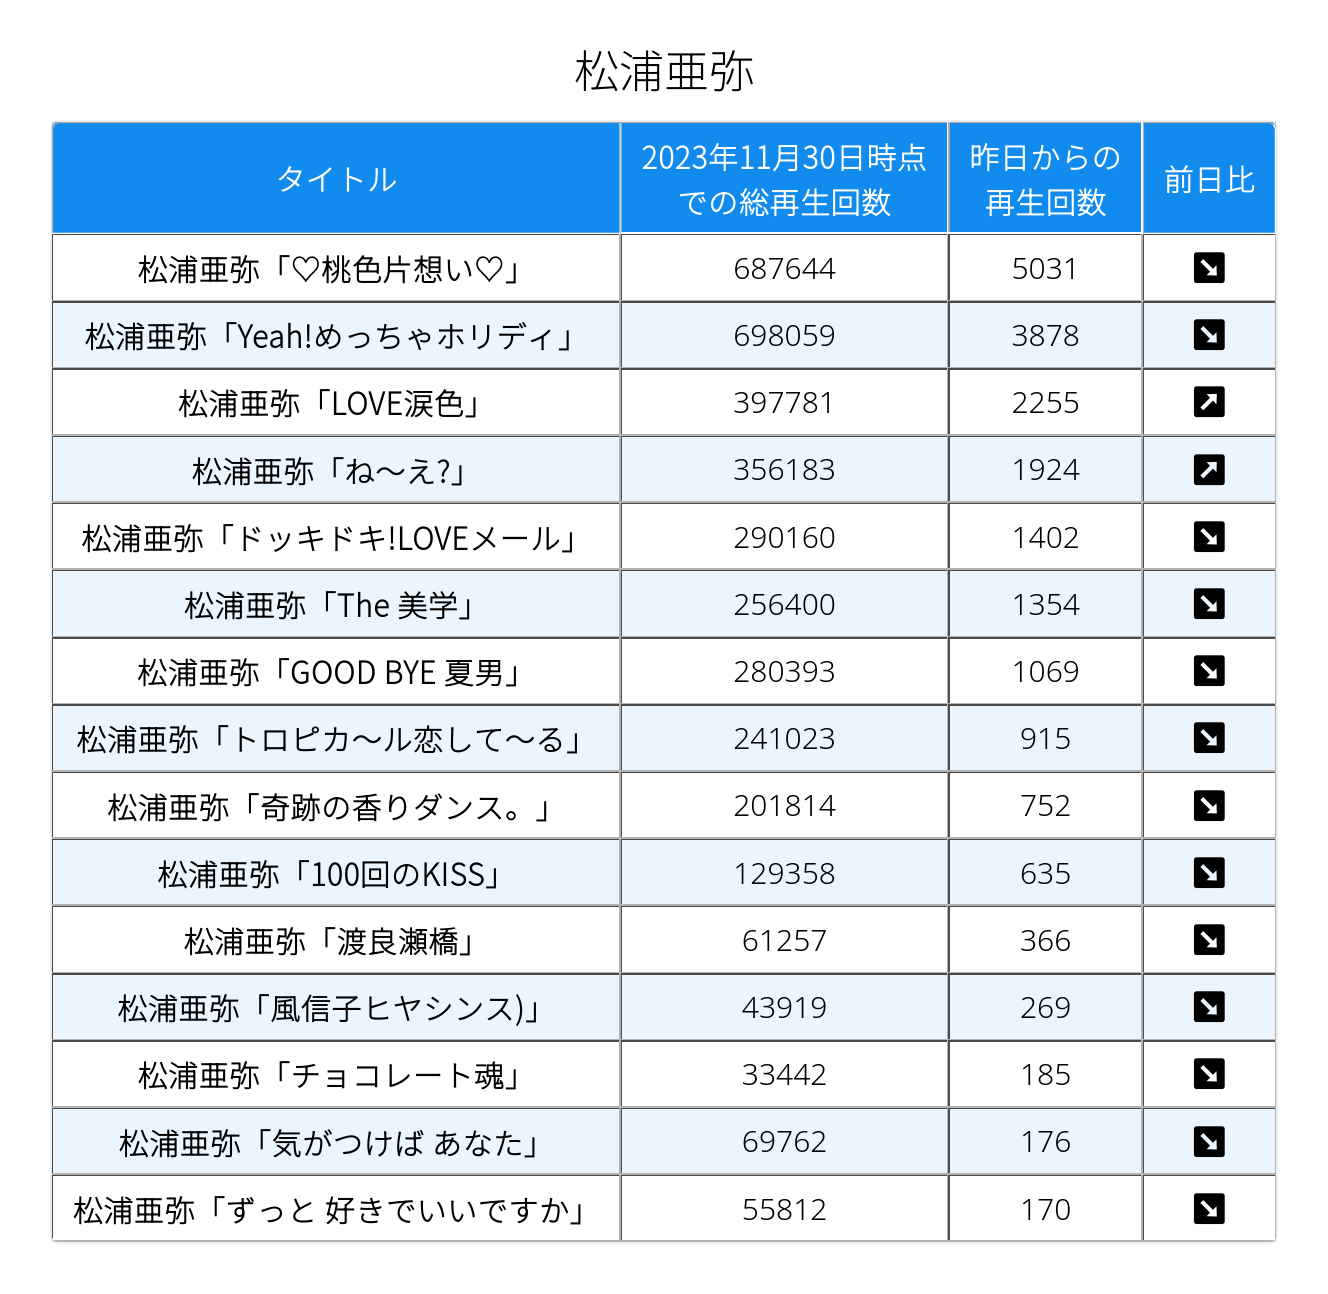 松浦亜弥
タイトル
2023年11月30日時点
での総再生回数
昨日からの
再生回数
前日比
松浦亜弥「♡桃色片想い♡」 687644 5031
松浦亜弥「Yeah!めっちゃホリディ」 698059 3878
松浦亜弥「LOVE涙色」 397781 2255
松浦亜弥「ね〜え?」 356183 1924
松浦亜弥「ドッキドキ!LOVEメール」 290160 1402
松浦亜弥「The 美学」 256400 1354
松浦亜弥「GOOD BYE 夏男」 280393 1069
松浦亜弥「トロピカ〜ル恋して〜る」 241023 915
松浦亜弥「奇跡の香りダンス。」 201814 752
松浦亜弥「100回のKISS」 129358 635
松浦亜弥「渡良瀬橋」 61257 366
松浦亜弥「風信子ヒヤシンス)」 43919 269
松浦亜弥「チョコレート魂」 33442 185
松浦亜弥「気がつけば あなた」 69762 176
松浦亜弥「ずっと 好きでいいですか」 55812 170